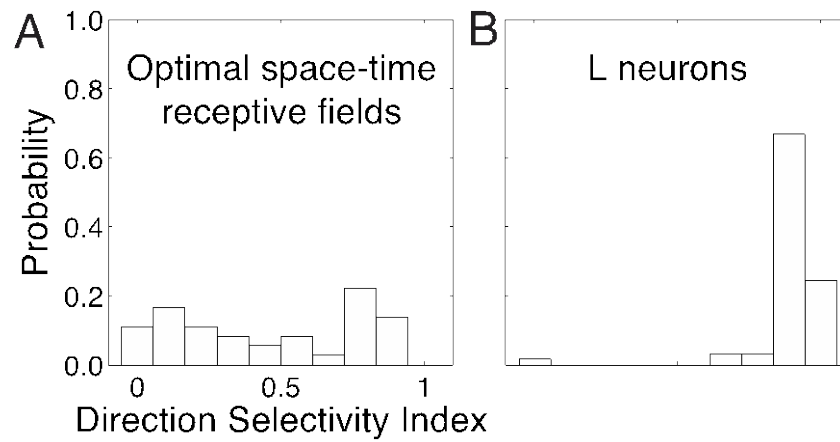 A
B
1.0
Optimal space-time
receptive fields
L neurons
0.8
0.6
0.4
0.2
0.0
Probability
0
0.5
1
Direction Selectivity Index